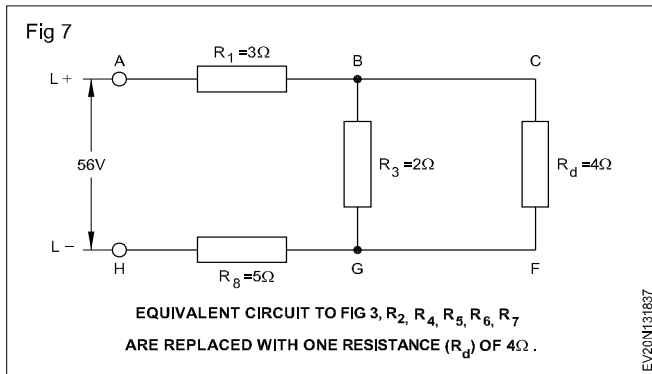 Fig 7
R1 =3Ω
L +
A
B
C
56V
R3 =2Ω
Rd =4Ω
L –
H
R8 =5Ω
G
F
EQUIVALENT CIRCUIT TO FIG 3, R2, R4, R5, R6, R7
ARE REPLACED WITH ONE RESISTANCE (Rd) OF 4Ω .
EV20N131837